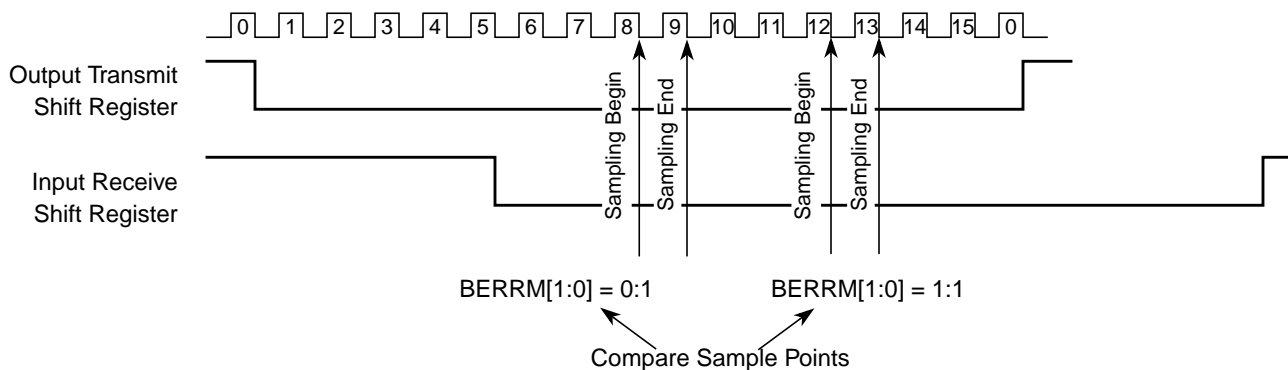 0 1 2 3 4 5 6 7 8 9 10 11 12 13 14 15 0
Output Transmit
Shift Register
Input Receive
Shift Register
Sampling Begin
Sampling End
Sampling Begin
Sampling End
BERRM[1:0] = 0:1 BERRM[1:0] = 1:1
Compare Sample Points